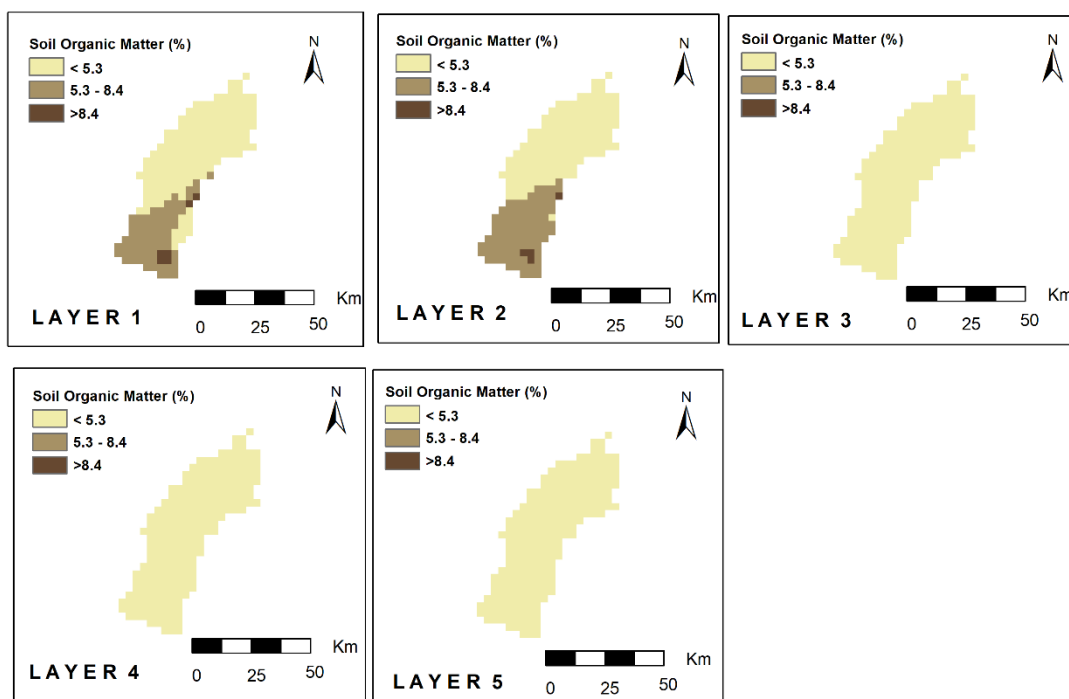 Soil Organic Matter (%)
N
< 5.3
5.3 - 8.4
>8.4
Km
LAYER 1
0 25 50
Soil Organic Matter (%)
N
< 5.3
5.3 - 8.4
>8.4
Km
LAYER 2
0 25 50
Soil Organic Matter (%)
N
< 5.3
5.3 - 8.4
>8.4
Km
LAYER 3
0 25 50
Soil Organic Matter (%)
N
< 5.3
5.3 - 8.4
>8.4
Km
LAYER 4
0 25 50
Soil Organic Matter (%)
N
< 5.3
5.3 - 8.4
>8.4
Km
LAYER 5
0 25 50